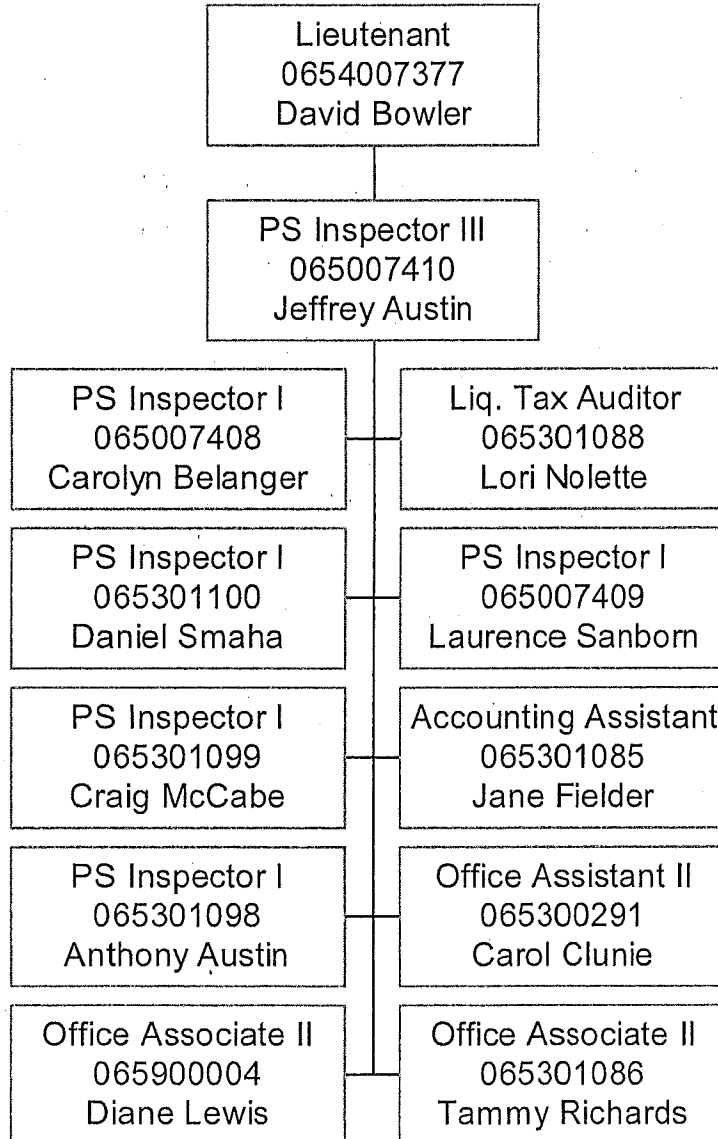 Lieutenant
0654007377
David Bowler
PS Inspector III
065007410
Jeffrey Austin
PS Inspector I
065007408
Carolyn Belanger
Liq. Tax Auditor
065301088
Lori Nolette
PS Inspector I
065301100
Daniel Smaha
PS Inspector I
065007409
Laurence Sanborn
PS Inspector I
065301099
Craig McCabe
Accounting Assistant
065301085
Jane Fielder
PS Inspector I
065301098
Anthony Austin
Office Assistant II
065300291
Carol Clunie
Office Associate II
065900004
Diane Lewis
Office Associate II
065301086
Tammy Richards